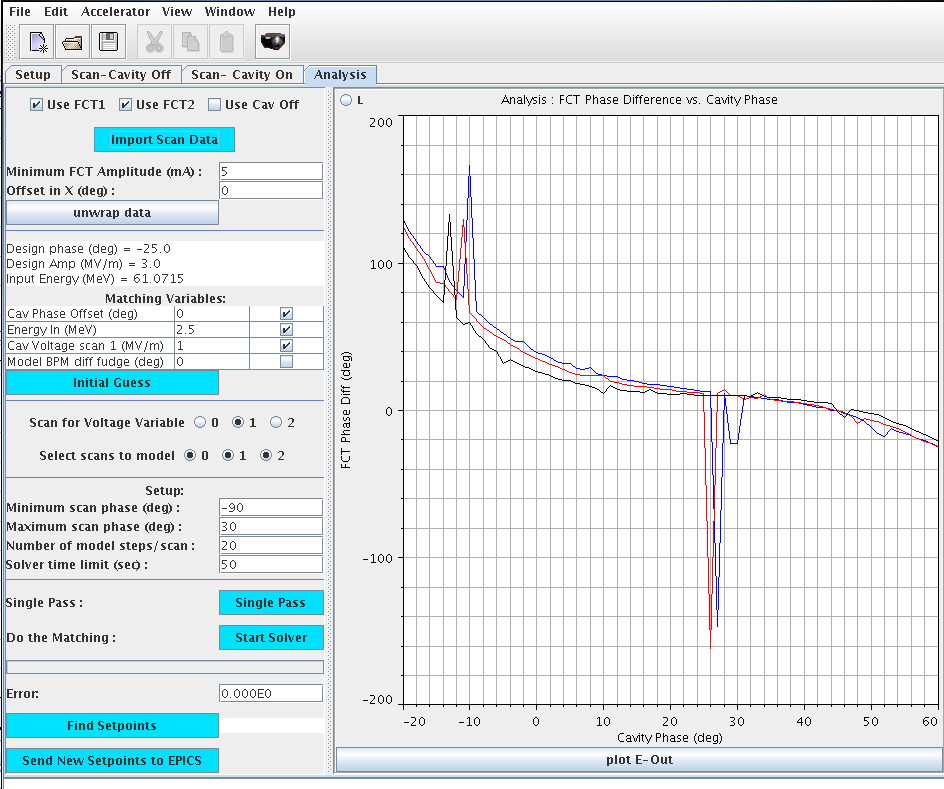 File Edit Accelerator View Window Help
Setup Scan-Cavity Off Scan- Cavity On Analysis
Use FCT1 Use FCT2 Use Cav Off
Import Scan Data
Minimum FCT Amplitude (mA) : 5
Offset in X (deg) : 0
unwrap data
Design phase (deg) = -25.0
Design Amp (MV/m) = 3.0
Input Energy (MeV) = 61.0715
Matching Variables:
Cav Phase Offset (deg) 0
Energy In (MeV) 2.5
Cav Voltage scan 1 (MV/m) 1
Model BPM diff fudge (deg) 0
Initial Guess
Scan for Voltage Variable 0 1 2
Select scans to model 0 1 2
Setup:
Minimum scan phase (deg) : -90
Maximum scan phase (deg) : 30
Number of model steps/scan : 20
Solver time limit (sec) : 50
Single Pass : Single Pass
Do the Matching : Start Solver
Error: 0.000E0
Find Setpoints
Send New Setpoints to EPICS
L
Analysis : FCT Phase Difference vs. Cavity Phase
FCT Phase Diff (deg)
200
100
0
-100
-200
-20 -10 0 10 20 30 40 50 60
Cavity Phase (deg)
plot E-Out